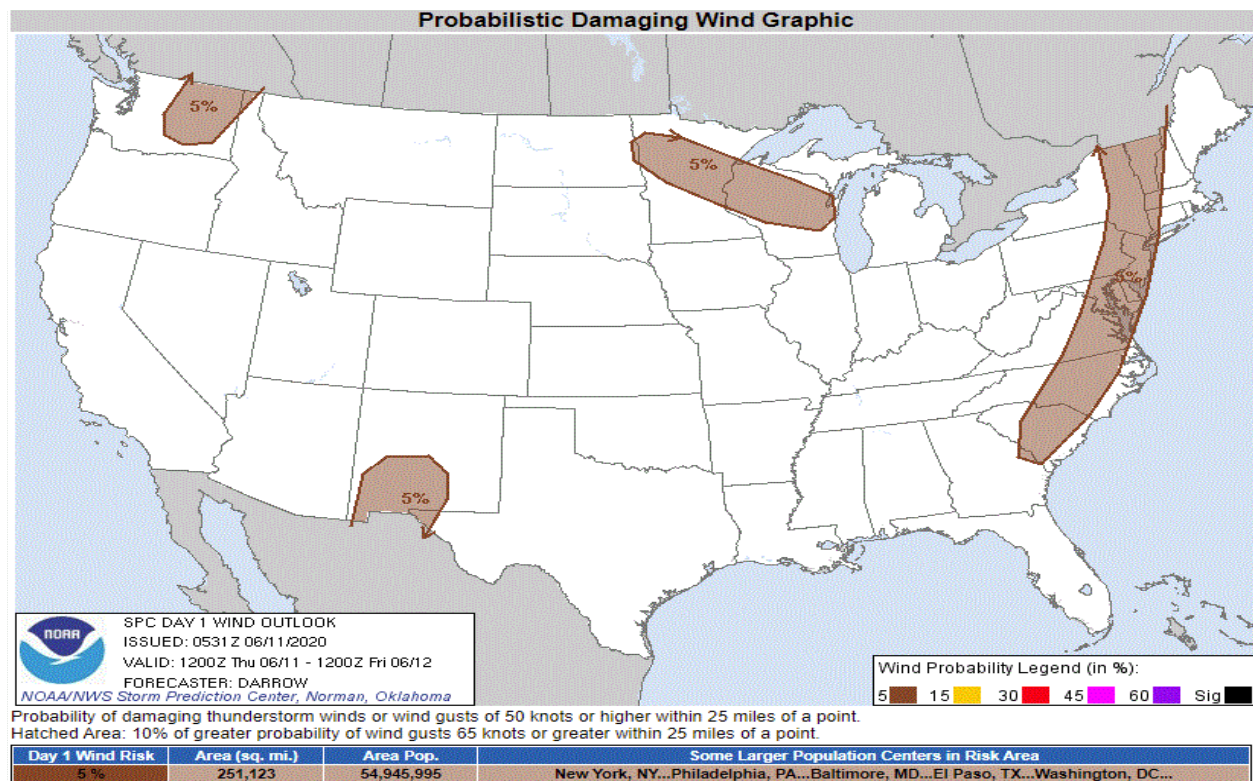 Probabilistic Damaging Wind Graphic
5%
5%
5%
5%
NOAA
SPC DAY 1 WIND OUTLOOK
ISSUED: 0531Z 06/11/2020
VALID: 1200Z Thu 06/11 - 1200Z Fri 06/12
FORECASTER: DARROW
NOAA/NWS Storm Prediction Center, Norman, Oklahoma
Wind Probability Legend (in %):
5 15 30 45 60 Sig
Probability of damaging thunderstorm winds or wind gusts of 50 knots or higher within 25 miles of a point.
Hatched Area: 10% of greater probability of wind gusts 65 knots or greater within 25 miles of a point.
Day 1 Wind Risk Area (sq. mi.) Area Pop. Some Larger Population Centers in Risk Area
5 % 251,123 54,945,995 New York, NY...Philadelphia, PA...Baltimore, MD...El Paso, TX...Washington, DC...